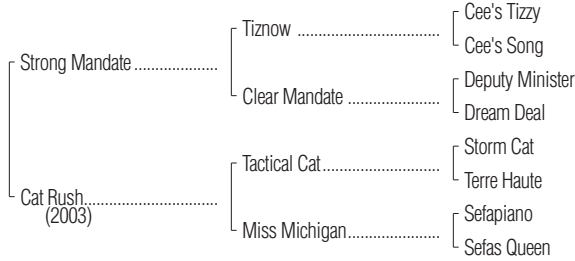 Cee's Tizzy
Tiznow ........................................
Cee's Song
Strong Mandate .......................
Deputy Minister
Clear Mandate .........................
Dream Deal
Storm Cat
Tactical Cat................................
Terre Haute
Cat Rush.....................................
(2003)
Sefapiano
Miss Michigan.........................
Sefas Queen